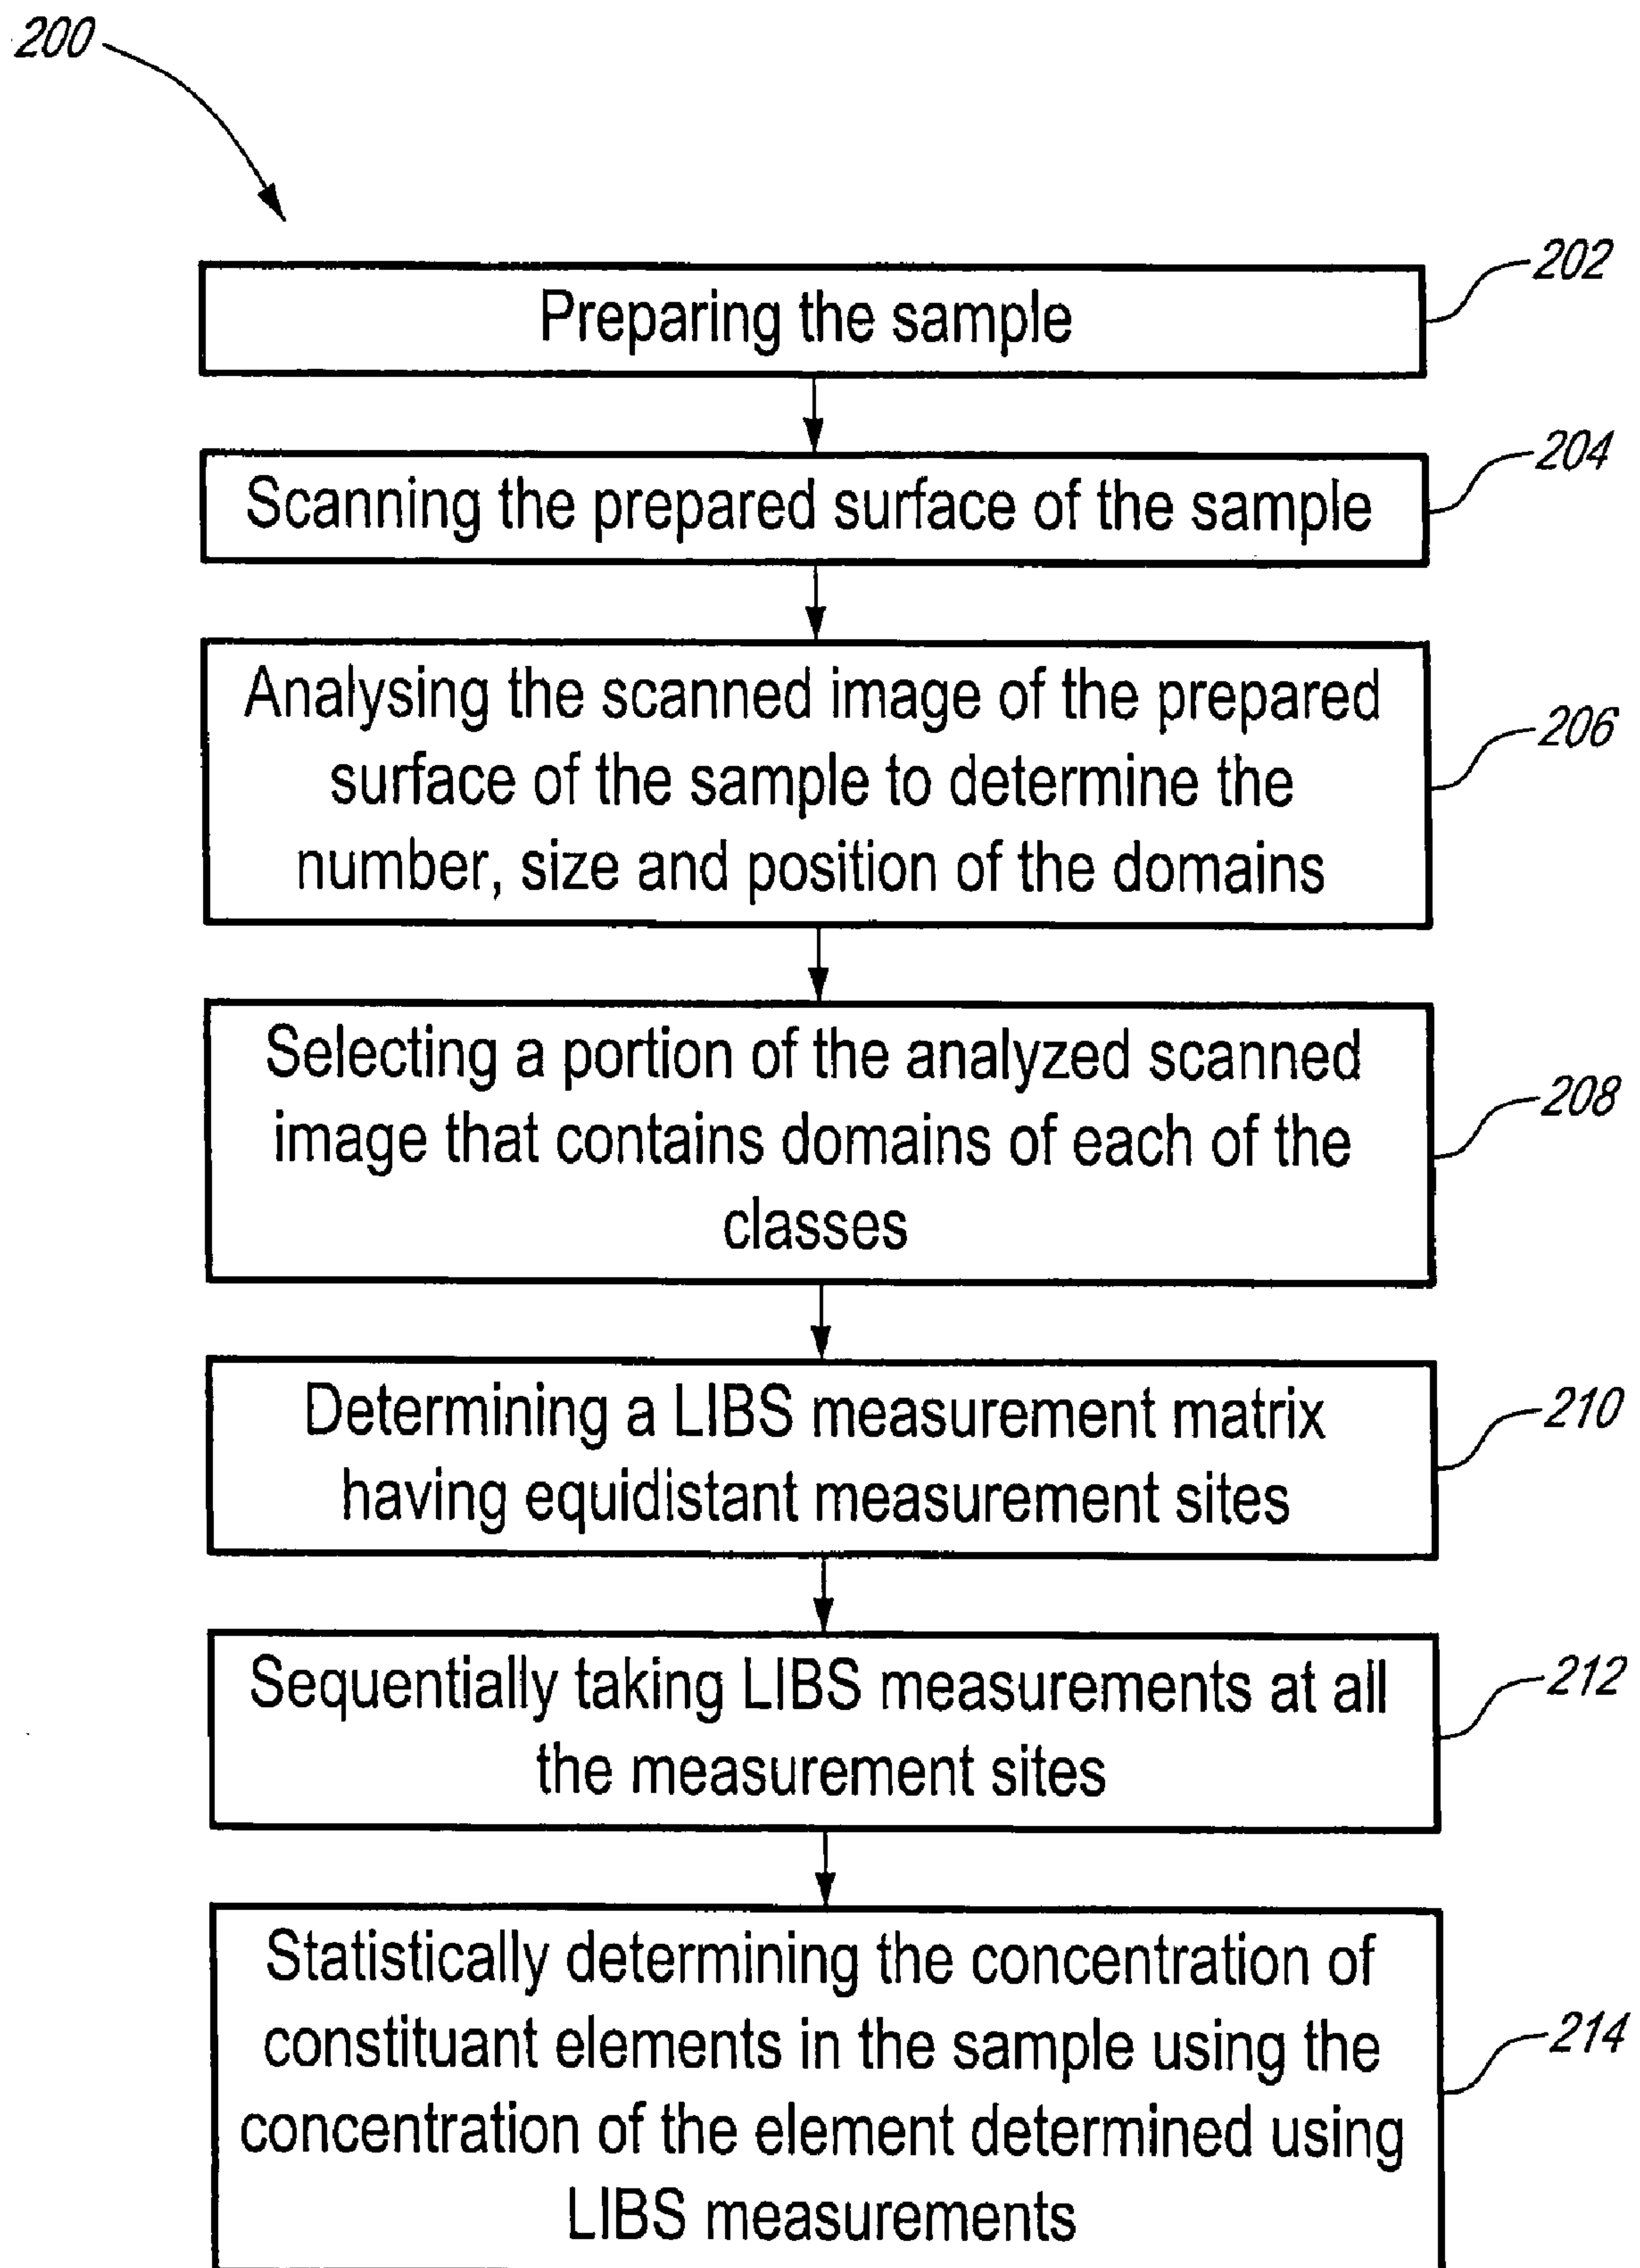 200
Preparing the sample
202
Scanning the prepared surface of the sample
204
Analysing the scanned image of the prepared
surface of the sample to determine the
number, size and position of the domains
206
Selecting a portion of the analyzed scanned
image that contains domains of each of the
classes
208
Determining a LIBS measurement matrix
having equidistant measurement sites
210
Sequentially taking LIBS measurements at all
the measurement sites
212
Statistically determining the concentration of
constituant elements in the sample using the
concentration of the element determined using
LIBS measurements
214